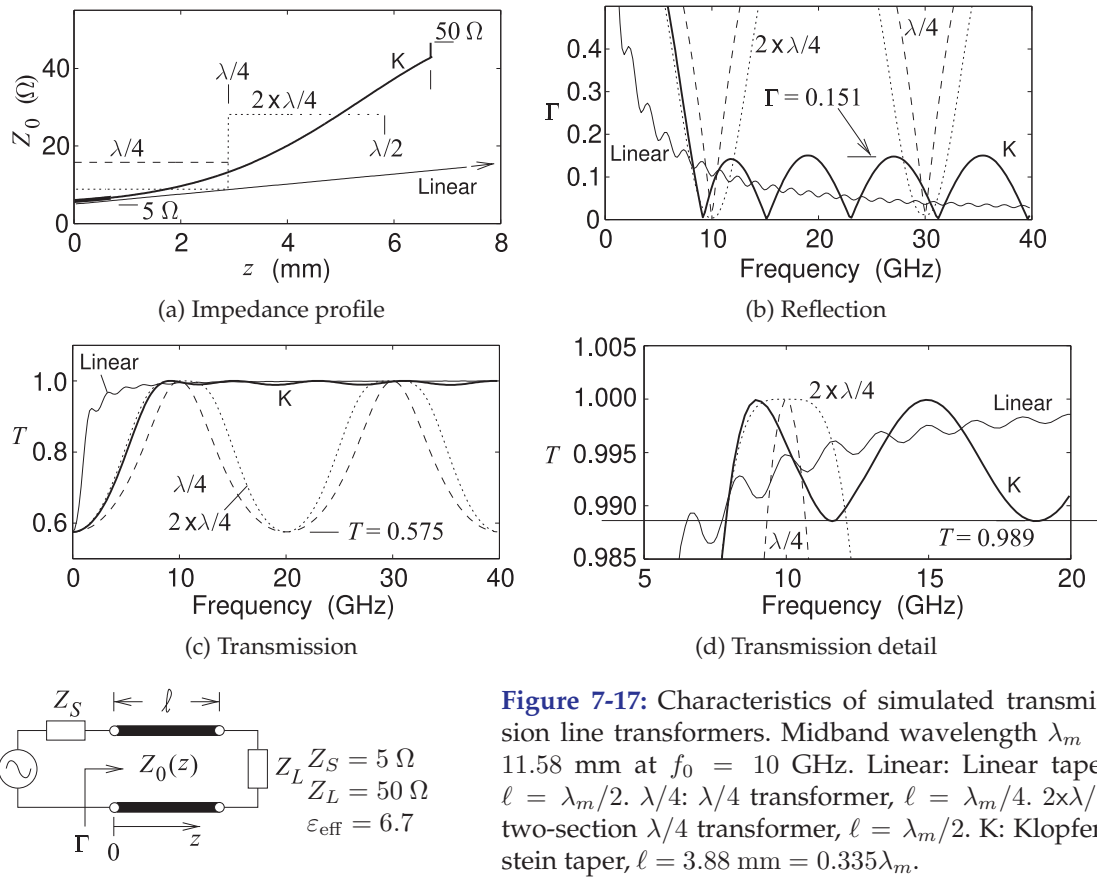 50 Ω
K
λ/4
2 x λ/4
λ/2
λ/4
Linear
5 Ω
Z0 (Ω)
40
20
0
0 2 4 6 8
z (mm)
(a) Impedance profile
2 x λ/4
λ/4
Γ = 0.151
Linear
K
Γ
0.4
0.3
0.2
0.1
0
0 10 20 30 40
Frequency (GHz)
(b) Reflection
Linear
K
λ/4
2 x λ/4
T = 0.575
T
1.0
0.8
0.6
0 10 20 30 40
Frequency (GHz)
(c) Transmission
2 x λ/4
Linear
K
λ/4
T = 0.989
T
1.005
1.000
0.995
0.990
0.985
5 10 15 20
Frequency (GHz)
(d) Transmission detail
ZS
ℓ
Z0(z)
ZL
Γ
0
z
ZS = 5 Ω
ZL = 50 Ω
εeff = 6.7
Figure 7-17: Characteristics of simulated transmis-
sion line transformers. Midband wavelength λm
11.58 mm at f0 = 10 GHz. Linear: Linear tape
ℓ = λm/2. λ/4: λ/4 transformer, ℓ = λm/4. 2xλ/
two-section λ/4 transformer, ℓ = λm/2. K: Klopfen
stein taper, ℓ = 3.88 mm = 0.335λm.